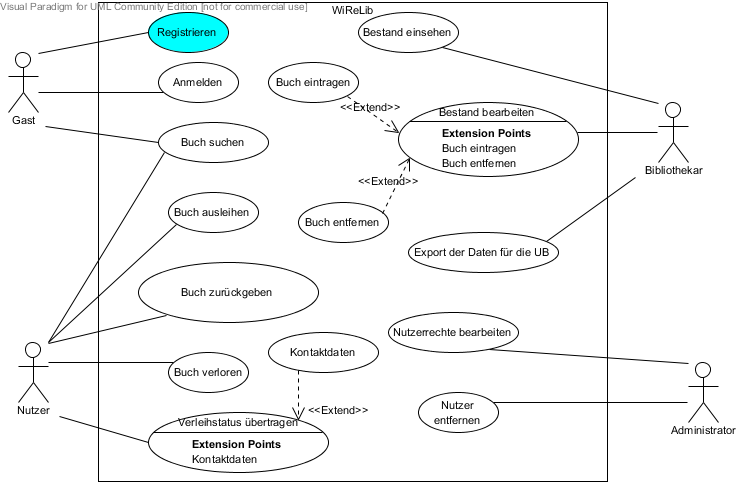 Visual Paradigm for UML Community Edition [not for commercial use]
WiReLib
Registrieren
Bestand einsehen
Anmelden
Buch eintragen
<<Extend>>
Bestand bearbeiten
Extension Points
Buch eintragen
Buch entfernen
Gast
Buch suchen
Bibliothekar
<<Extend>>
Buch ausleihen
Buch entfernen
Export der Daten für die UB
Buch zurückgeben
Nutzerrechte bearbeiten
Kontaktdaten
Buch verloren
Nutzer
Nutzer
entfernen
<<Extend>>
Verleihstatus übertragen
Extension Points
Kontaktdaten
Administrator